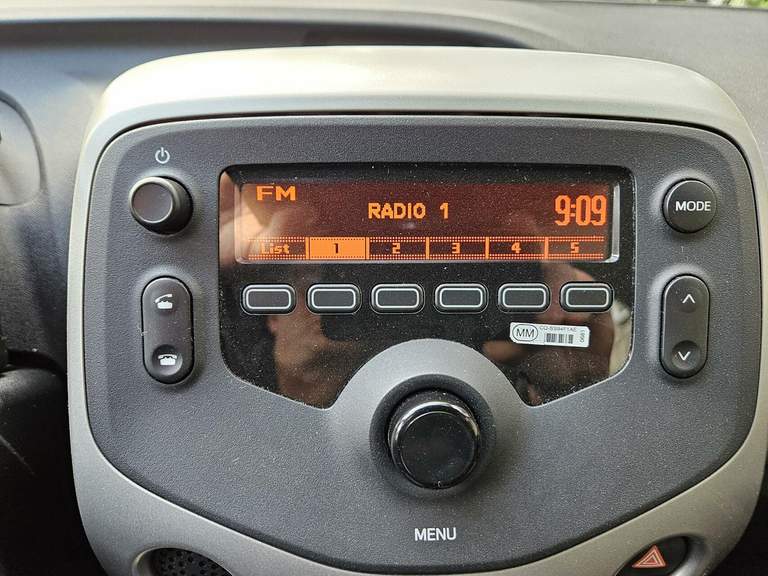 FM
RADIO 1
9:09
MODE
List 1 2 3 4 5
MM
MENU